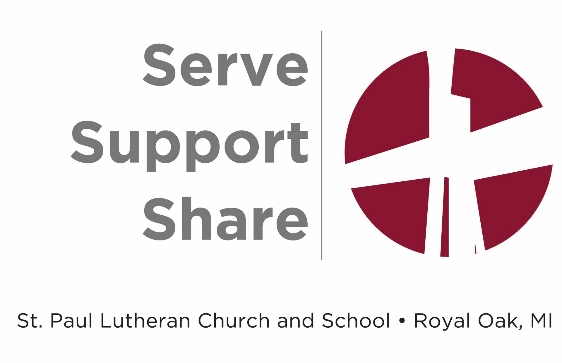 Serve
Support
Share
St. Paul Lutheran Church and School • Royal Oak, MI